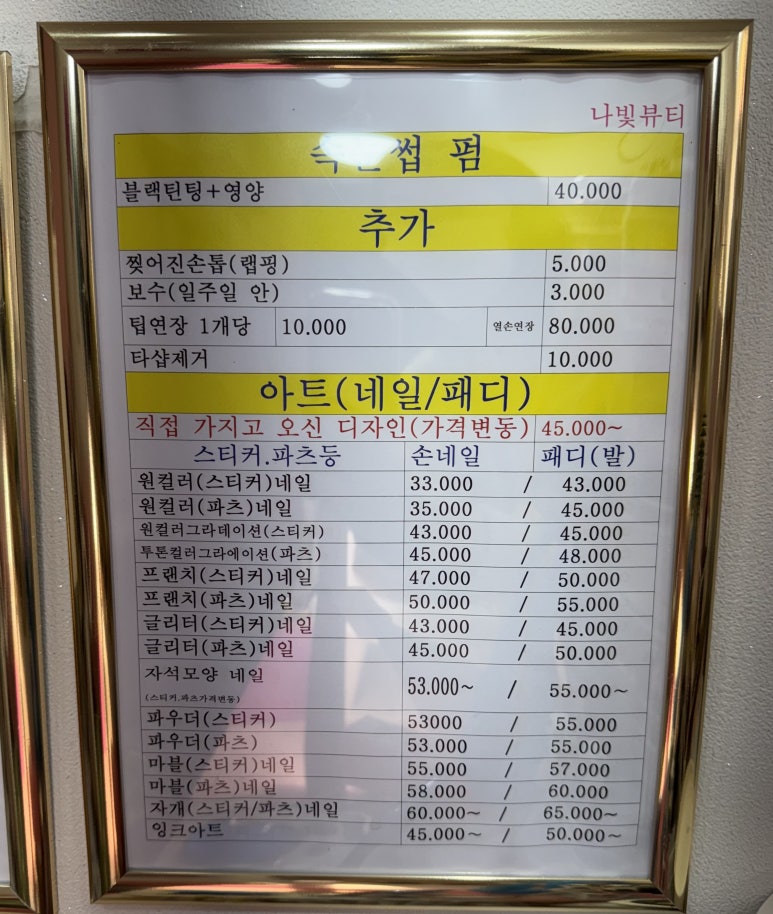 나빛뷰티
속눈썹 펌
블랙틴팅+영양 40.000
추가
찢어진손톱(랩핑) 5.000
보수(일주일 안) 3.000
팁연장 1개당 10.000 열손연장 80.000
타샵제거 10.000
아트(네일/패디)
직접 가지고 오신 디자인(가격변동) 45.000~
스티커.파츠등 손네일 패디(발)
원컬러(스티커)네일 33.000 / 43.000
원컬러(파츠)네일 35.000 / 45.000
원컬러그라데이션(스티커) 43.000 / 45.000
투톤컬러그라에이션(파츠) 45.000 / 48.000
프랜치(스티커)네일 47.000 / 50.000
프랜치(파츠)네일 50.000 / 55.000
글리터(스티커)네일 43.000 / 45.000
글리터(파츠)네일 45.000 / 50.000
자석모양 네일 53.000~ / 55.000~
(스티커.파츠가격변동)
파우더(스티커) 53000 / 55.000
파우더(파츠) 53.000 / 55.000
마블(스티커)네일 55.000 / 57.000
마블(파츠)네일 58.000 / 60.000
자개(스티커/파츠)네일 60.000~ / 65.000~
잉크아트 45.000~ / 50.000~